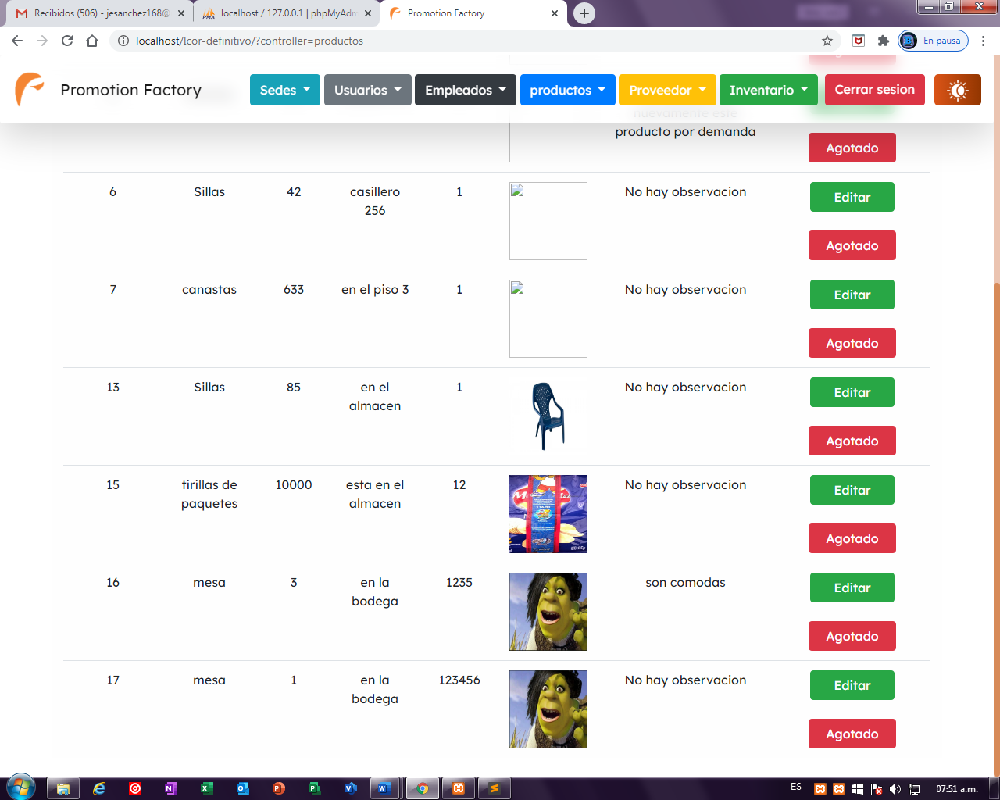 Recibidos (506) - jesanchez168@
localhost / 127.0.0.1 | phpMyAdm
Promotion Factory
localhost/Icor-definitivo/?controller=productos
En pausa
Promotion Factory
Sedes
Usuarios
Empleados
productos
Proveedor
Inventario
Cerrar sesion
nuevamente este
producto por demanda
Agotado
6 Sillas 42 casillero 1 No hay observacion Editar
256
Agotado
7 canastas 633 en el piso 3 1 No hay observacion Editar
Agotado
13 Sillas 85 en el 1 No hay observacion Editar
almacen
Agotado
15 tirillas de 10000 esta en el 12 No hay observacion Editar
paquetes almacen
Agotado
16 mesa 3 en la 1235 son comodas Editar
bodega
Agotado
17 mesa 1 en la 123456 No hay observacion Editar
bodega
Agotado
ES
07:51 a.m.